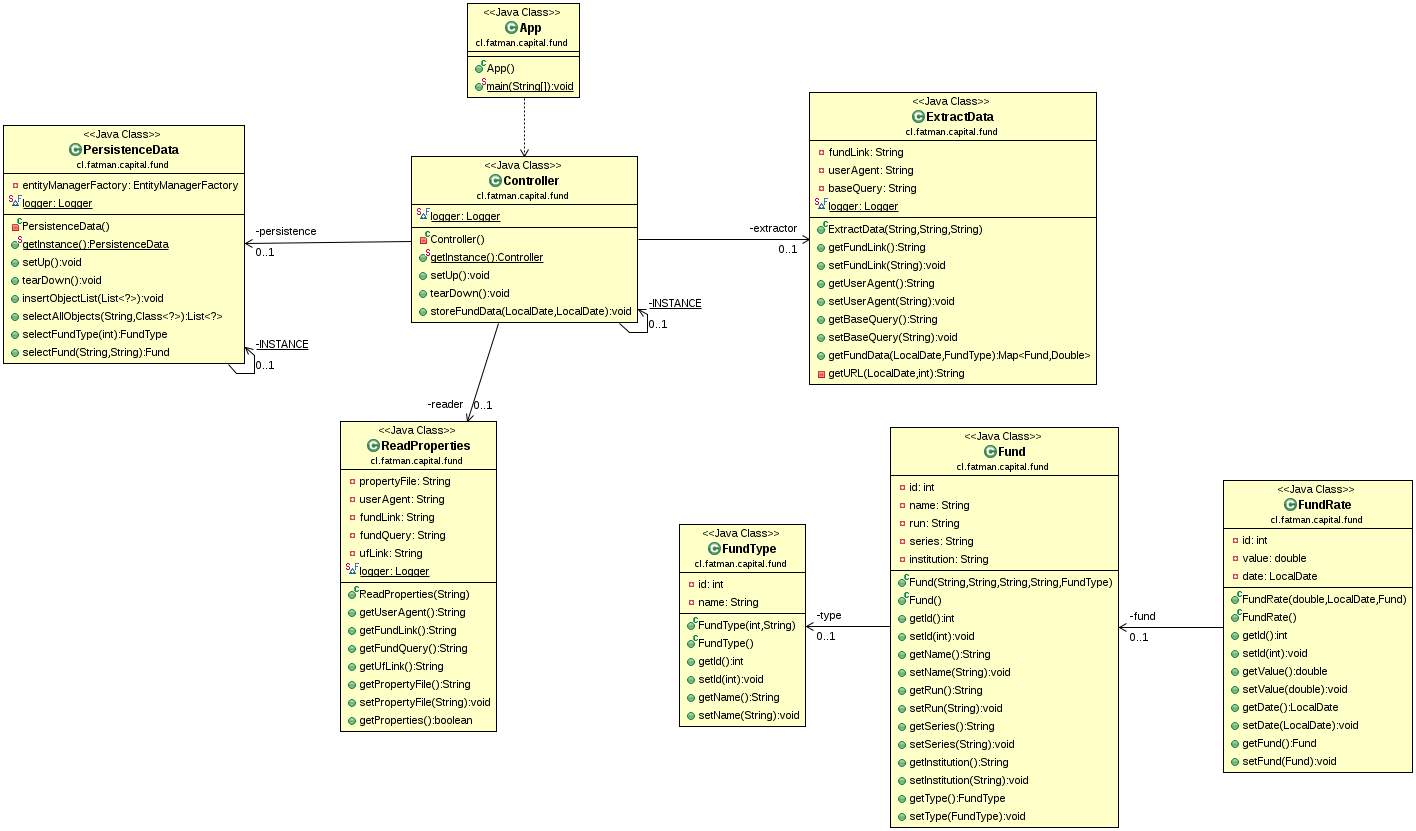 <<Java Class>>
App
cl.fatman.capital.fund
App()
main(String[]):void
<<Java Class>>
PersistenceData
cl.fatman.capital.fund
entityManagerFactory: EntityManagerFactory
logger: Logger
PersistenceData()
getInstance():PersistenceData
setUp():void
tearDown():void
insertObjectList(List<?>):void
selectAllObjects(String,Class<?>):List<?>
selectFundType(int):FundType
selectFund(String,String):Fund
-INSTANCE
0..1
-persistence
0..1
<<Java Class>>
Controller
cl.fatman.capital.fund
logger: Logger
Controller()
getInstance():Controller
setUp():void
tearDown():void
storeFundData(LocalDate,LocalDate):void
-INSTANCE
0..1
-extractor
0..1
<<Java Class>>
ExtractData
cl.fatman.capital.fund
fundLink: String
userAgent: String
baseQuery: String
logger: Logger
ExtractData(String,String,String)
getFundLink():String
setFundLink(String):void
getUserAgent():String
setUserAgent(String):void
getBaseQuery():String
setBaseQuery(String):void
getFundData(LocalDate,FundType):Map<Fund,Double>
getURL(LocalDate,int):String
-reader
0..1
<<Java Class>>
ReadProperties
cl.fatman.capital.fund
propertyFile: String
userAgent: String
fundLink: String
fundQuery: String
ufLink: String
logger: Logger
ReadProperties(String)
getUserAgent():String
getFundLink():String
getFundQuery():String
getUfLink():String
getPropertyFile():String
setPropertyFile(String):void
getProperties():boolean
<<Java Class>>
FundType
cl.fatman.capital.fund
id: int
name: String
FundType(int,String)
FundType()
getId():int
setId(int):void
getName():String
setName(String):void
-type
0..1
<<Java Class>>
Fund
cl.fatman.capital.fund
id: int
name: String
run: String
series: String
institution: String
Fund(String,String,String,String,FundType)
Fund()
getId():int
setId(int):void
getName():String
setName(String):void
getRun():String
setRun(String):void
getSeries():String
setSeries(String):void
getInstitution():String
setInstitution(String):void
getType():FundType
setType(FundType):void
-fund
0..1
<<Java Class>>
FundRate
cl.fatman.capital.fund
id: int
value: double
date: LocalDate
FundRate(double,LocalDate,Fund)
FundRate()
getId():int
setId(int):void
getValue():double
setValue(double):void
getDate():LocalDate
setDate(LocalDate):void
getFund():Fund
setFund(Fund):void